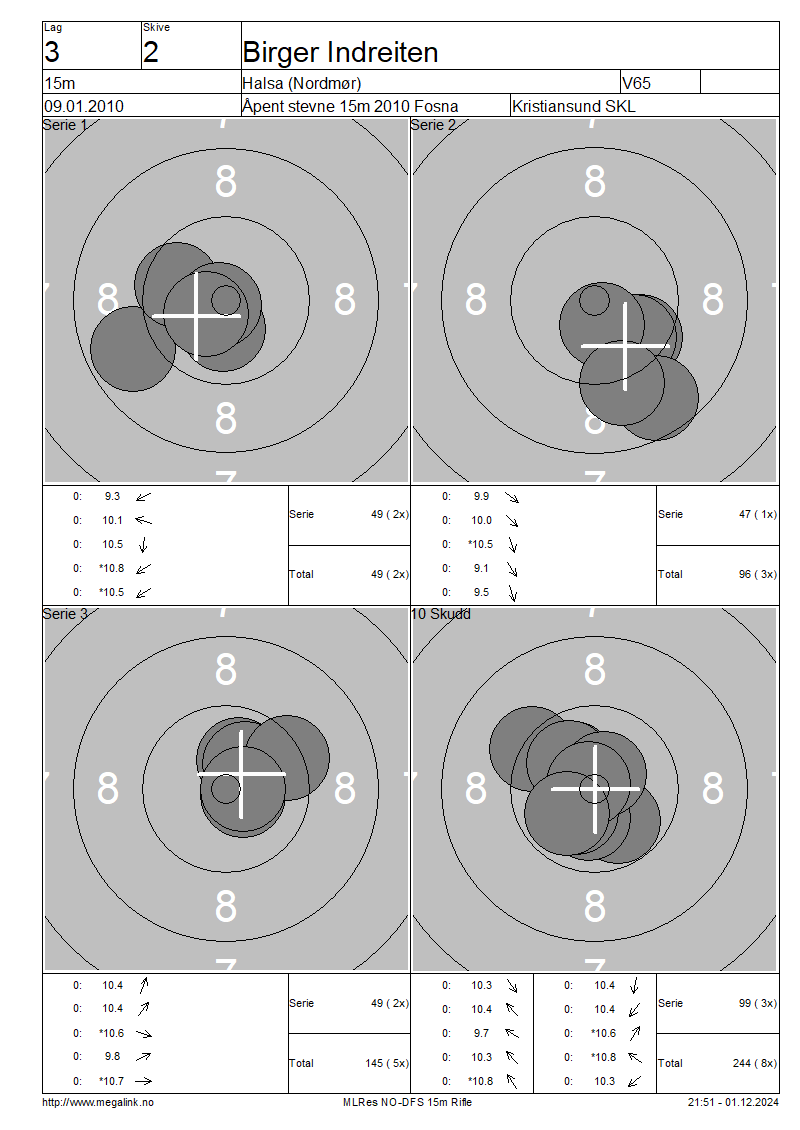 Lag
Skive
3
2
Birger Indreiten
15m
Halsa (Nordmør)
V65
09.01.2010
Åpent stevne 15m 2010 Fosna
Kristiansund SKL
Serie 1
7
8
8 8
8
7
Serie 2
7
8
8 8
8
7
0: 9.3
0: 10.1
0: 10.5
0: *10.8
0: *10.5
Serie 49 ( 2x)
Total 49 ( 2x)
0: 9.9
0: 10.0
0: *10.5
0: 9.1
0: 9.5
Serie 47 ( 1x)
Total 96 ( 3x)
Serie 3
7
8
8 8
8
7
10 Skudd
7
8
8 8
8
7
0: 10.4
0: 10.4
0: *10.6
0: 9.8
0: *10.7
Serie 49 ( 2x)
Total 145 ( 5x)
0: 10.3
0: 10.4
0: 9.7
0: 10.3
0: *10.8
0: 10.4
0: 10.4
0: *10.6
0: *10.8
0: 10.3
Serie 99 ( 3x)
Total 244 ( 8x)
http://www.megalink.no
MLRes NO-DFS 15m Rifle
21:51 - 01.12.2024